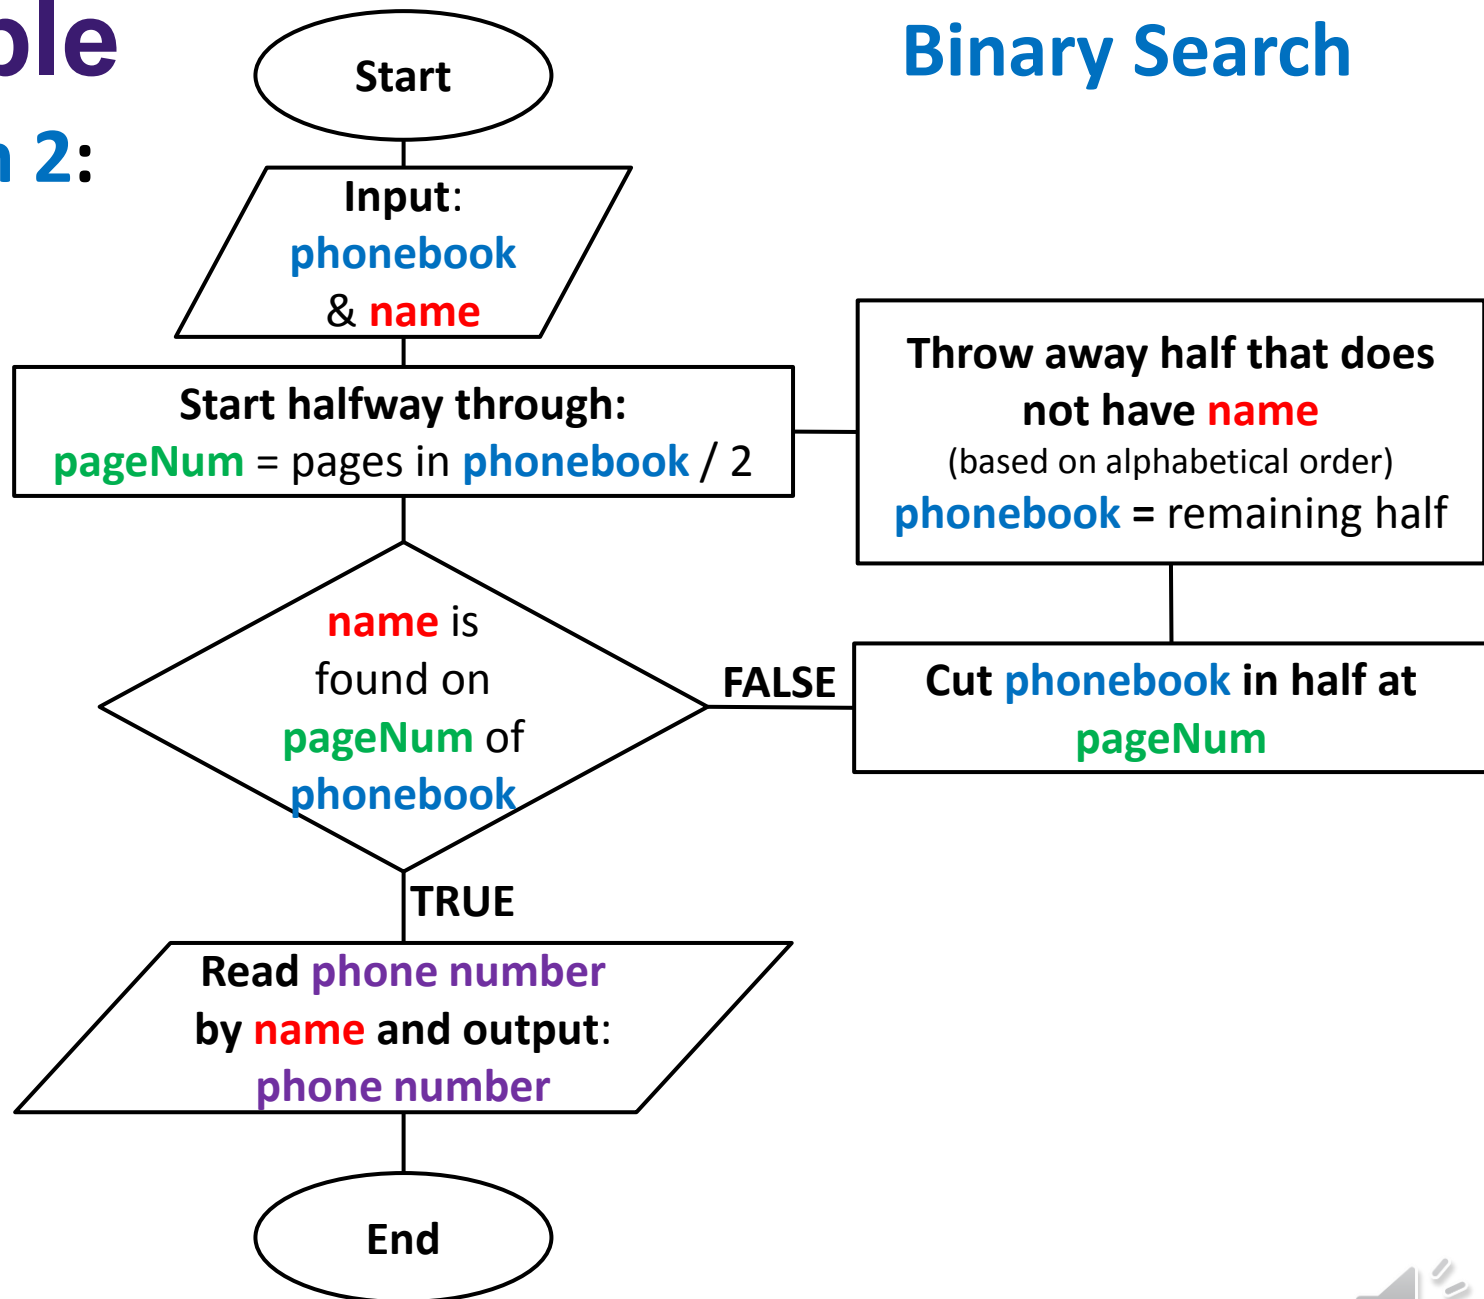 Binary Search
2:
Start
Input:
phonebook
& name
Start halfway through:
pageNum = pages in phonebook / 2
name is
found on
pageNum of
phonebook
FALSE
Cut phonebook in half at
pageNum
Throw away half that does
not have name
(based on alphabetical order)
phonebook = remaining half
TRUE
Read phone number
by name and output:
phone number
End